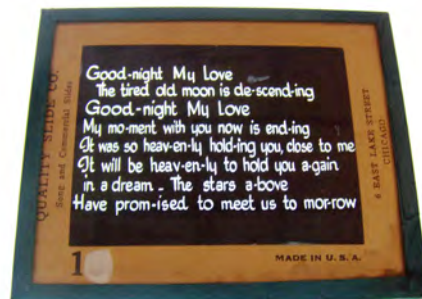 QUALITY SLIDE CO.
Song and Commercial Slides
Good-night My Love
The tired old moon is de-scend-ing
Good-night My Love
My mo-ment with you now is end-ing
It was so heav-en-ly hold-ing you, close to me
It will be heav-en-ly to hold you a-gain
in a dream - The stars a-bove
Have prom-ised to meet us to mor-row
6 EAST LAKE STREET
CHICAGO
1
MADE IN U. S. A.